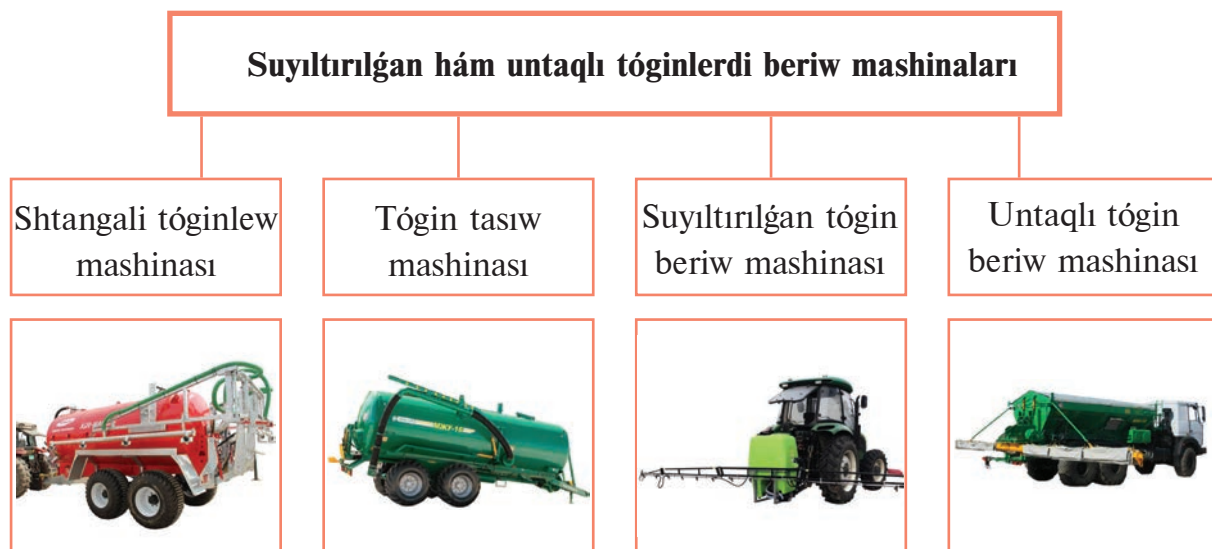 Suyıltırılǵan hám untaqlı tóginlerdi beriw mashinaları
Shtangali tóginlew
mashinası
Tógin tasıw
mashinası
Suyıltırılǵan tógin
beriw mashinası
Untaqlı tógin
beriw mashinası